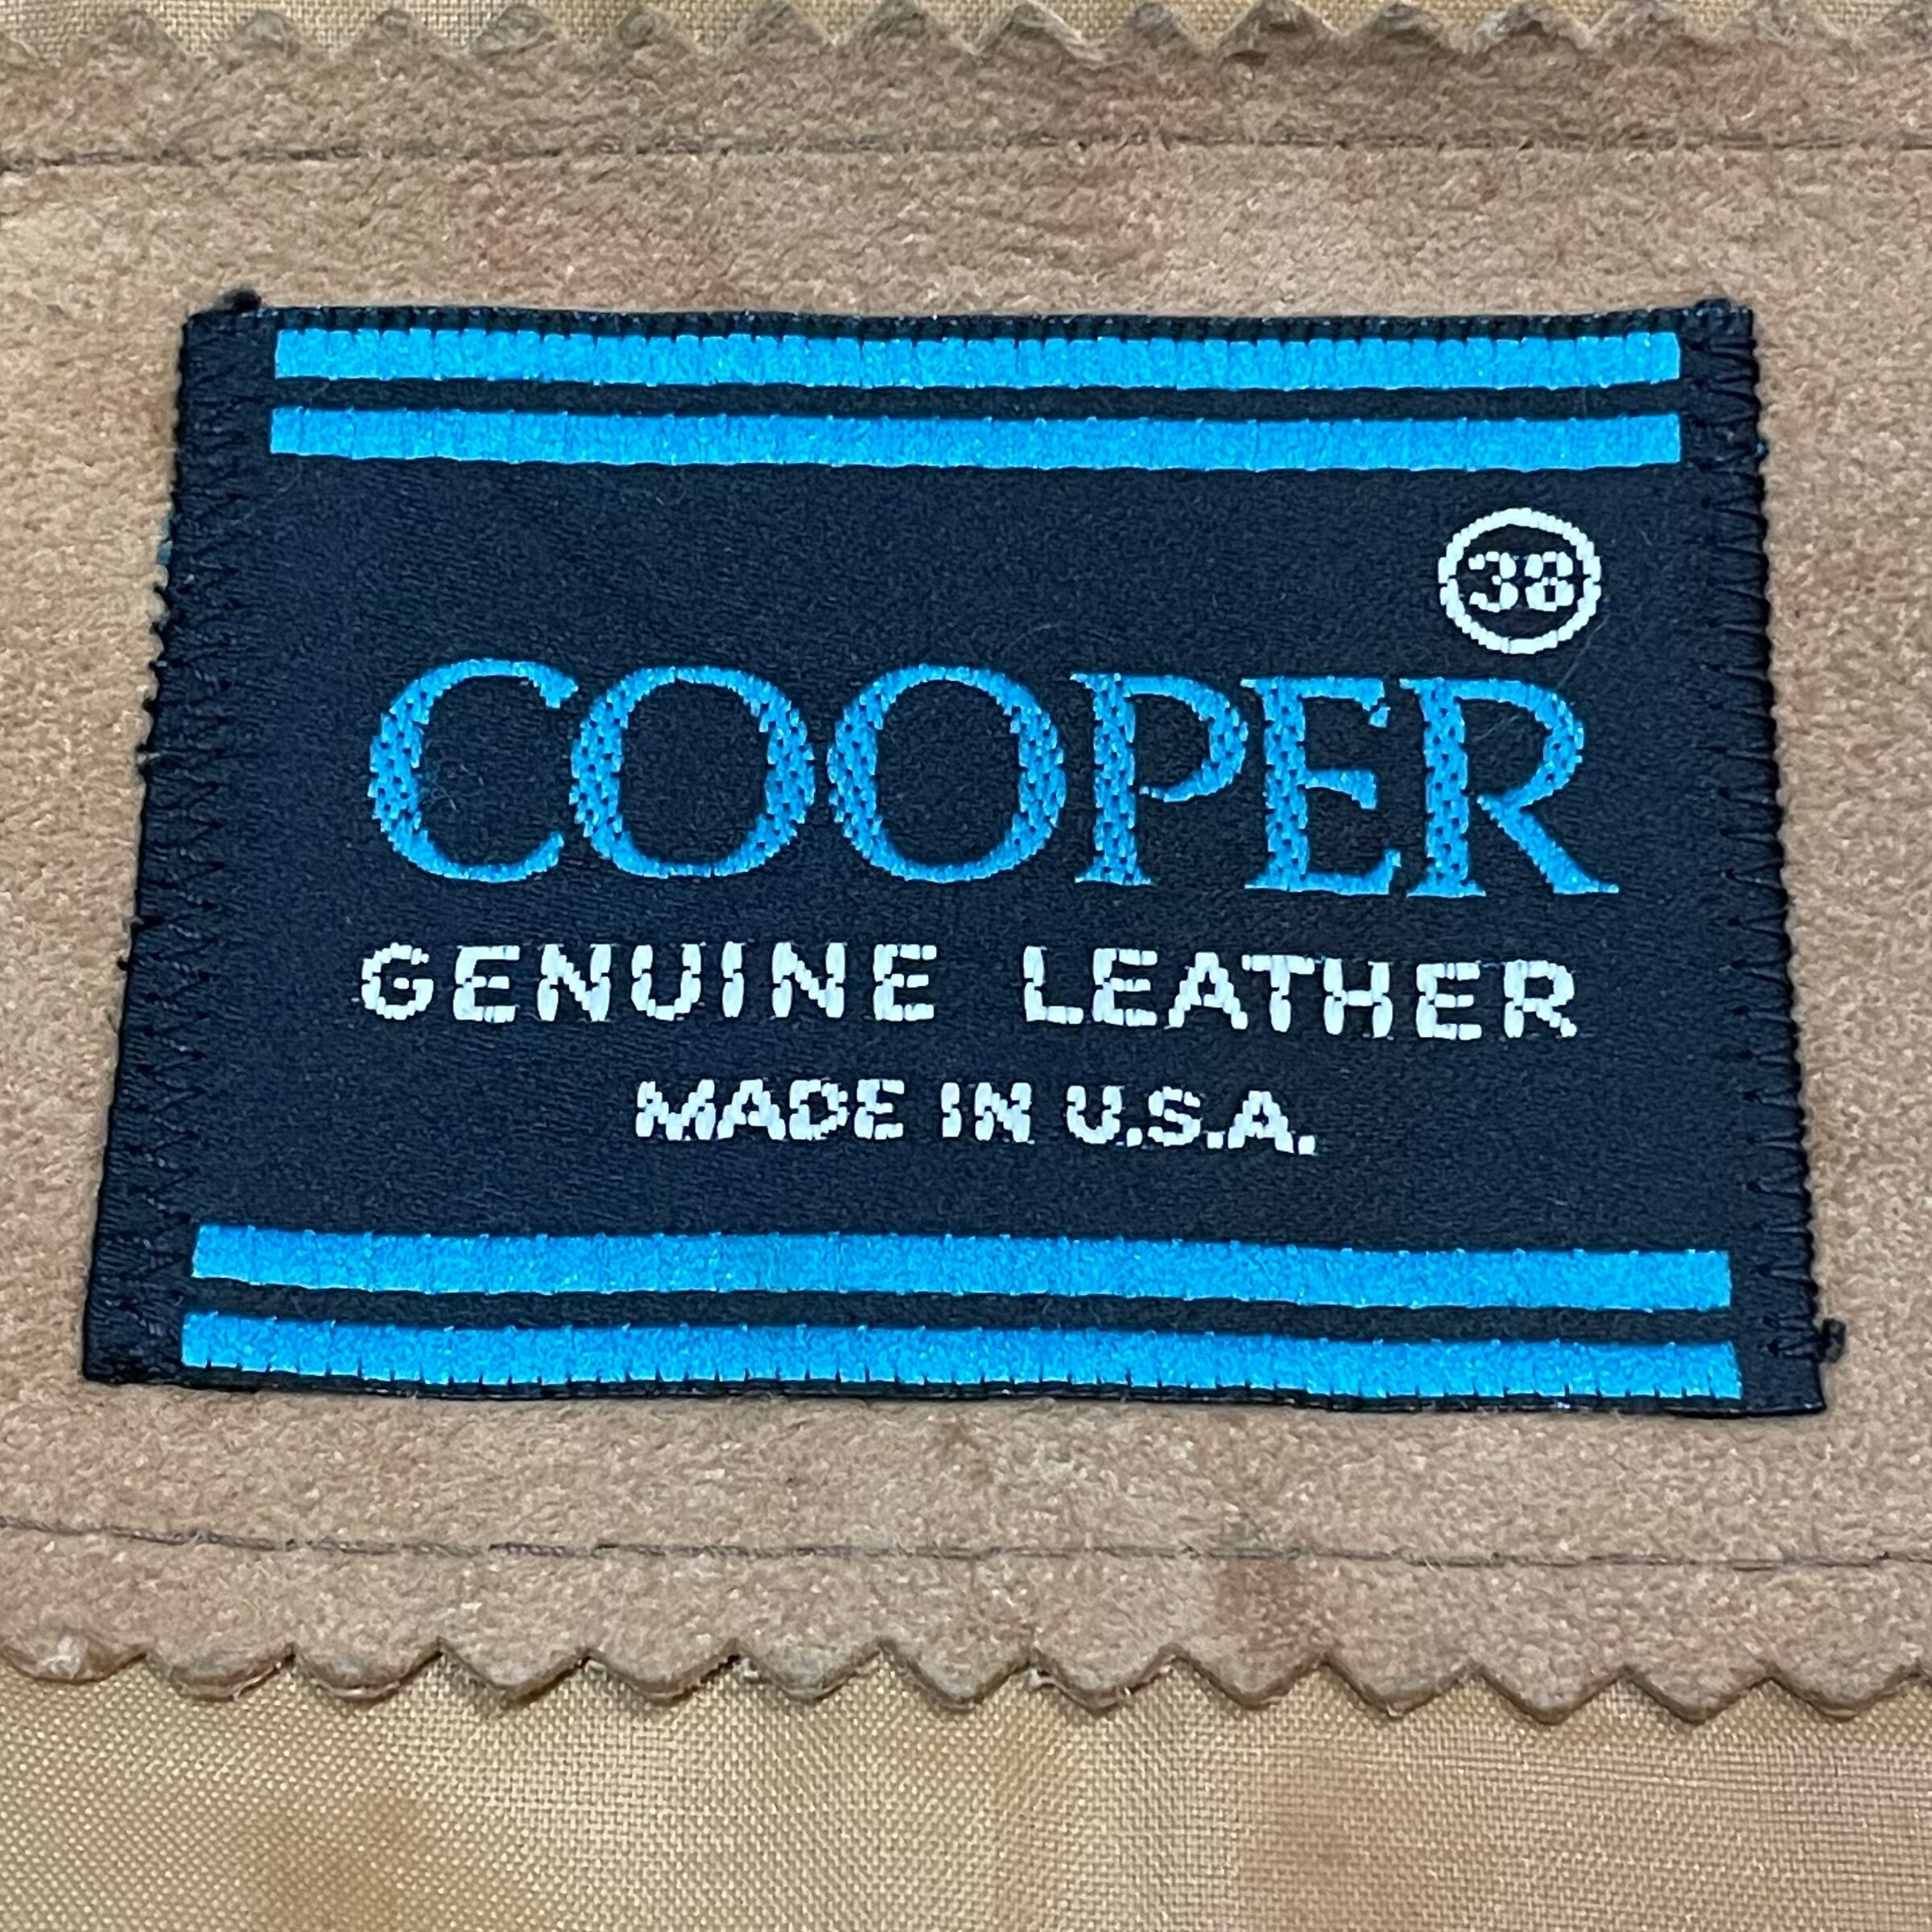 38
COOPER
GENUINE LEATHER
MADE IN U.S.A.